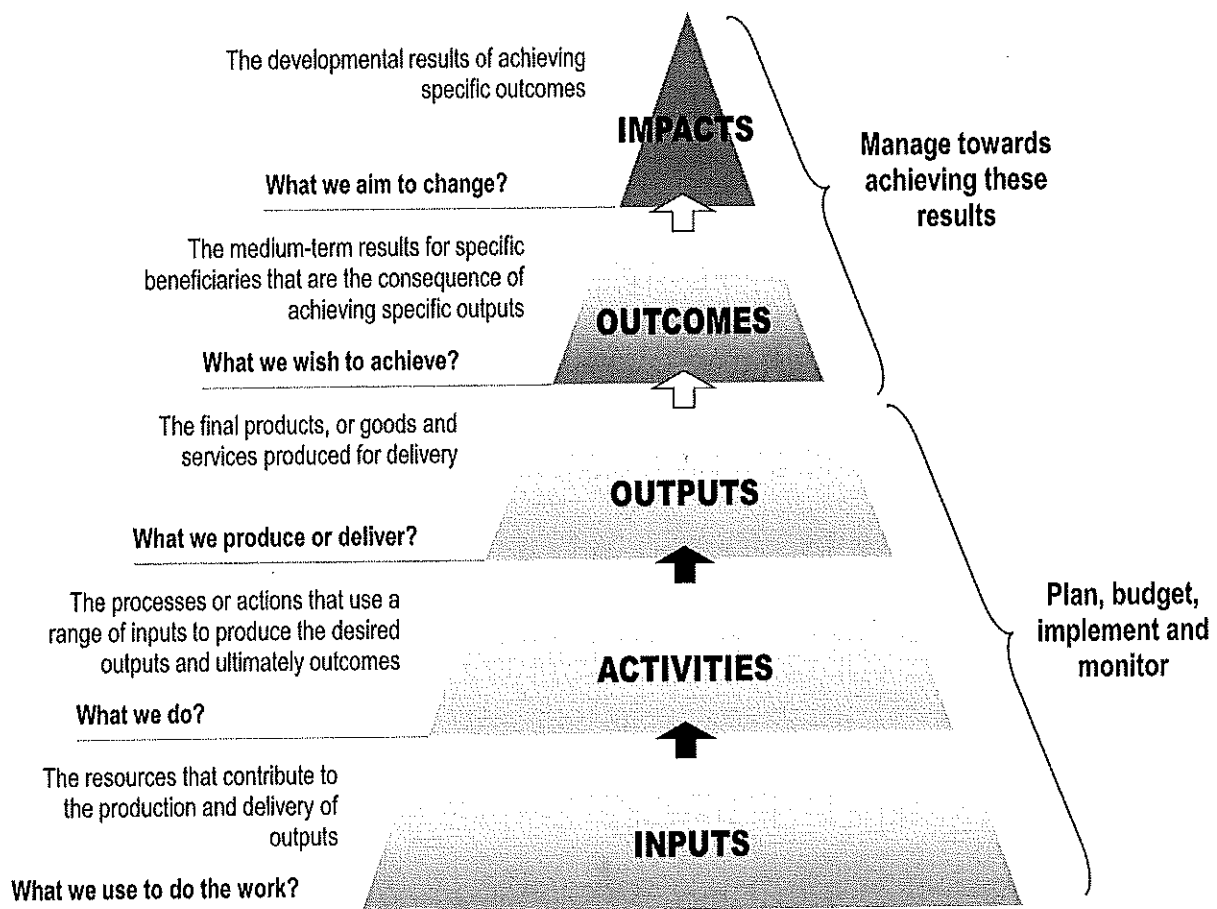 The developmental results of achieving
specific outcomes
IMPACTS
What we aim to change?
Manage towards
achieving these
results
The medium-term results for specific
beneficiaries that are the consequence of
achieving specific outputs
OUTCOMES
What we wish to achieve?
The final products, or goods and
services produced for delivery
OUTPUTS
What we produce or deliver?
The processes or actions that use a
range of inputs to produce the desired
outputs and ultimately outcomes
ACTIVITIES
What we do?
Plan, budget,
implement and
monitor
The resources that contribute to
the production and delivery of
outputs
INPUTS
What we use to do the work?